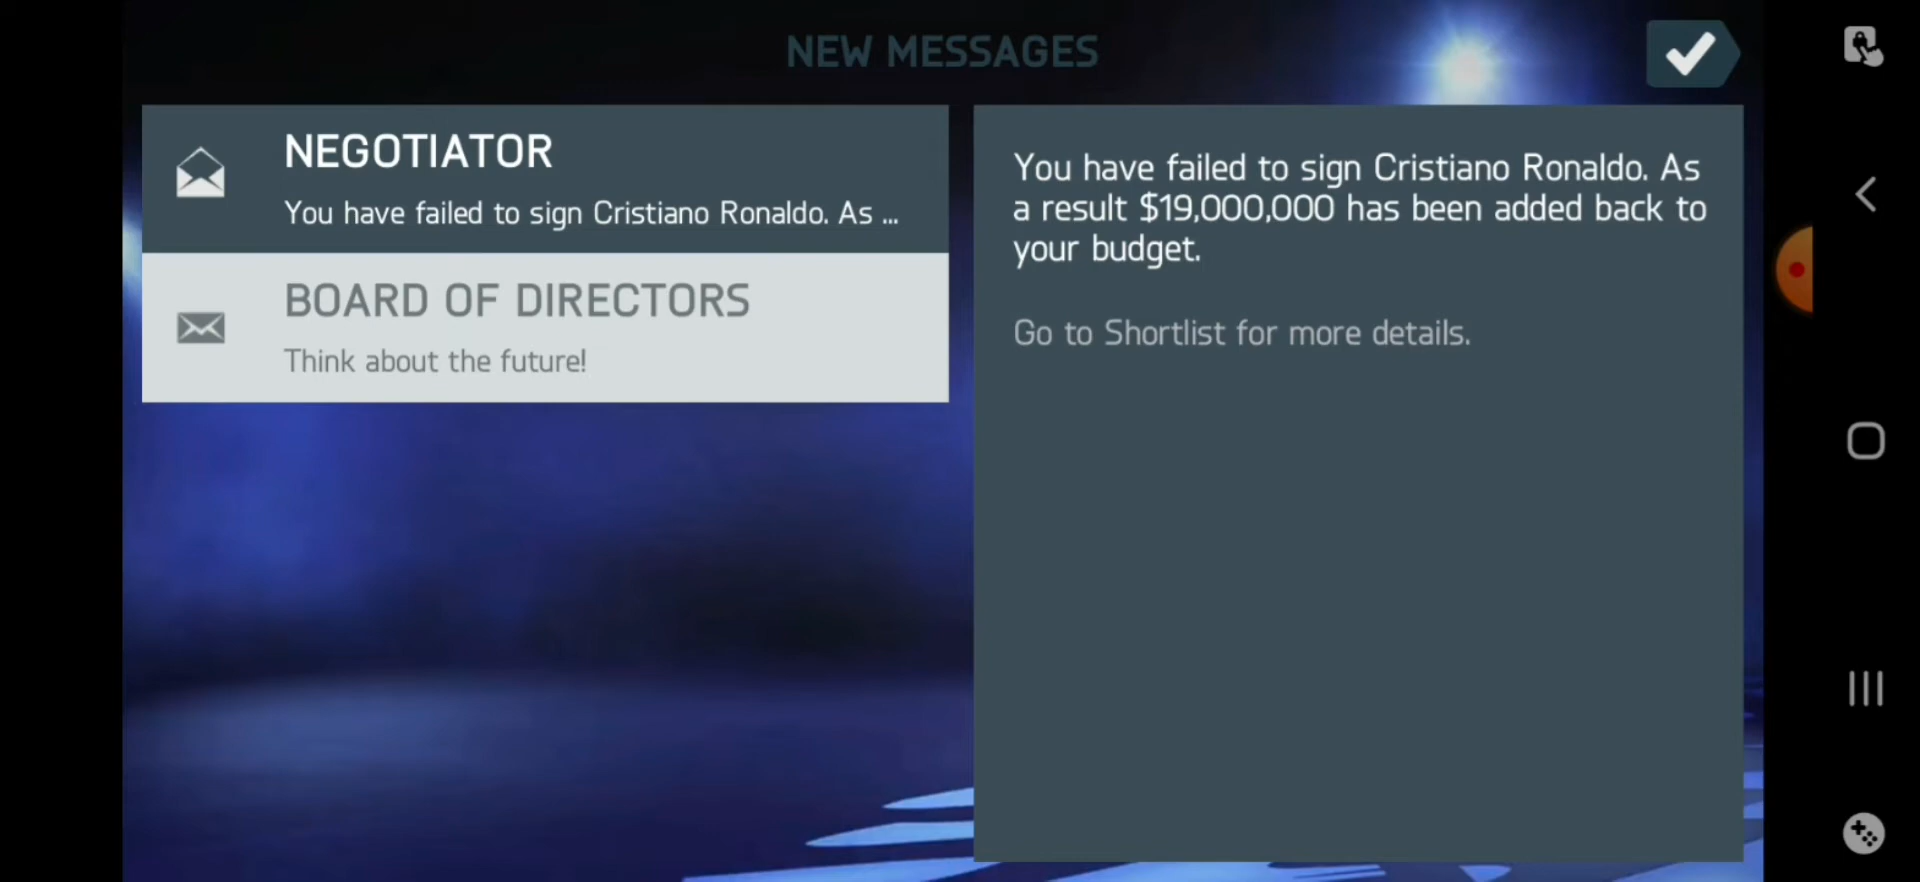 NEW MESSAGES
NEGOTIATOR
You have failed to sign Cristiano Ronaldo. As ...
BOARD OF DIRECTORS
Think about the future!
You have failed to sign Cristiano Ronaldo. As
a result $19,000,000 has been added back to
your budget.
Go to Shortlist for more details.